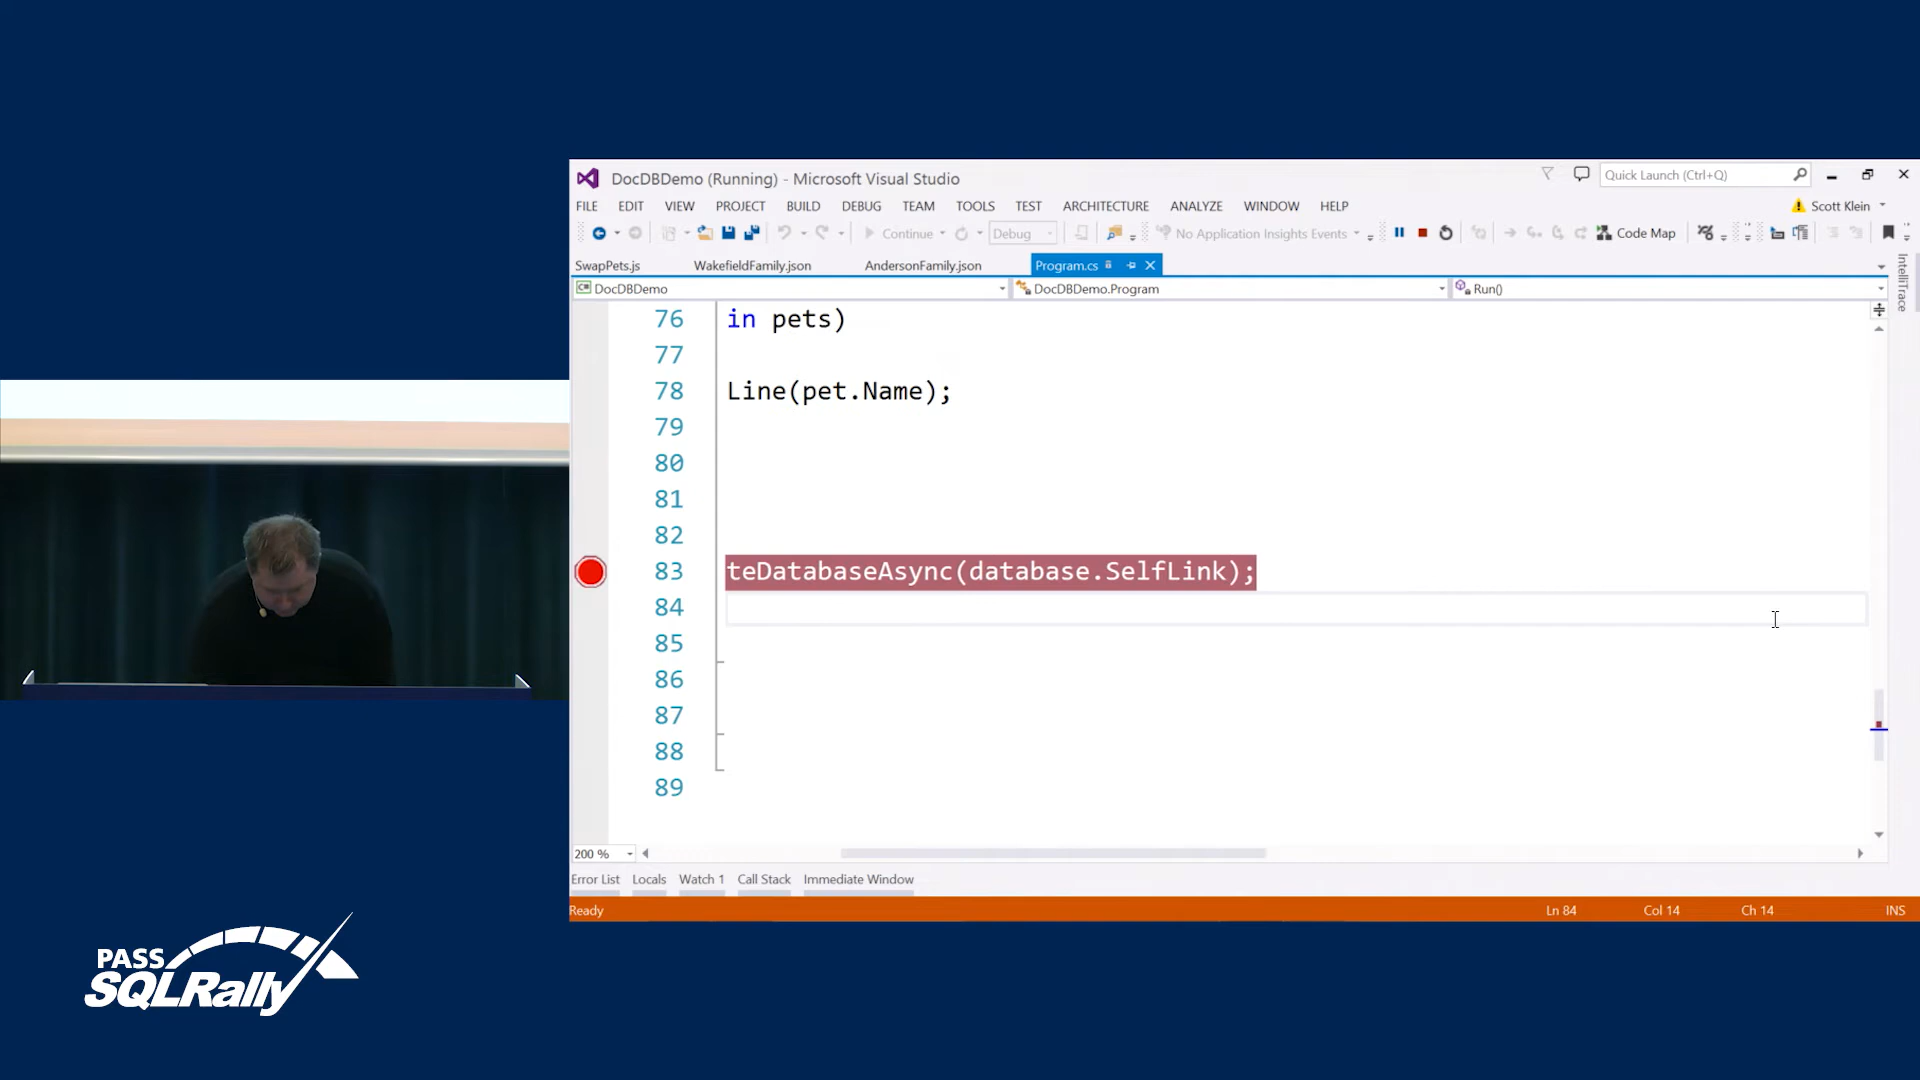 DocDBDemo (Running) - Microsoft Visual Studio
Quick Launch (Ctrl+Q)
FILE EDIT VIEW PROJECT BUILD DEBUG TEAM TOOLS TEST ARCHITECTURE ANALYZE WINDOW HELP
Scott Klein
Continue
Debug
No Application Insights Events
Code Map
SwapPets.js WakefieldFamily.json AndersonFamily.json Program.cs
IntelliTrace
DocDBDemo
DocDBDemo.Program
Run()
76 in pets)
77
78 Line(pet.Name);
79
80
81
82
83 teDatabaseAsync(database.SelfLink);
84
85
86
87
88
89
200 %
Error List Locals Watch 1 Call Stack Immediate Window
Ready
Ln 84 Col 14 Ch 14 INS
PASS
SQLRally